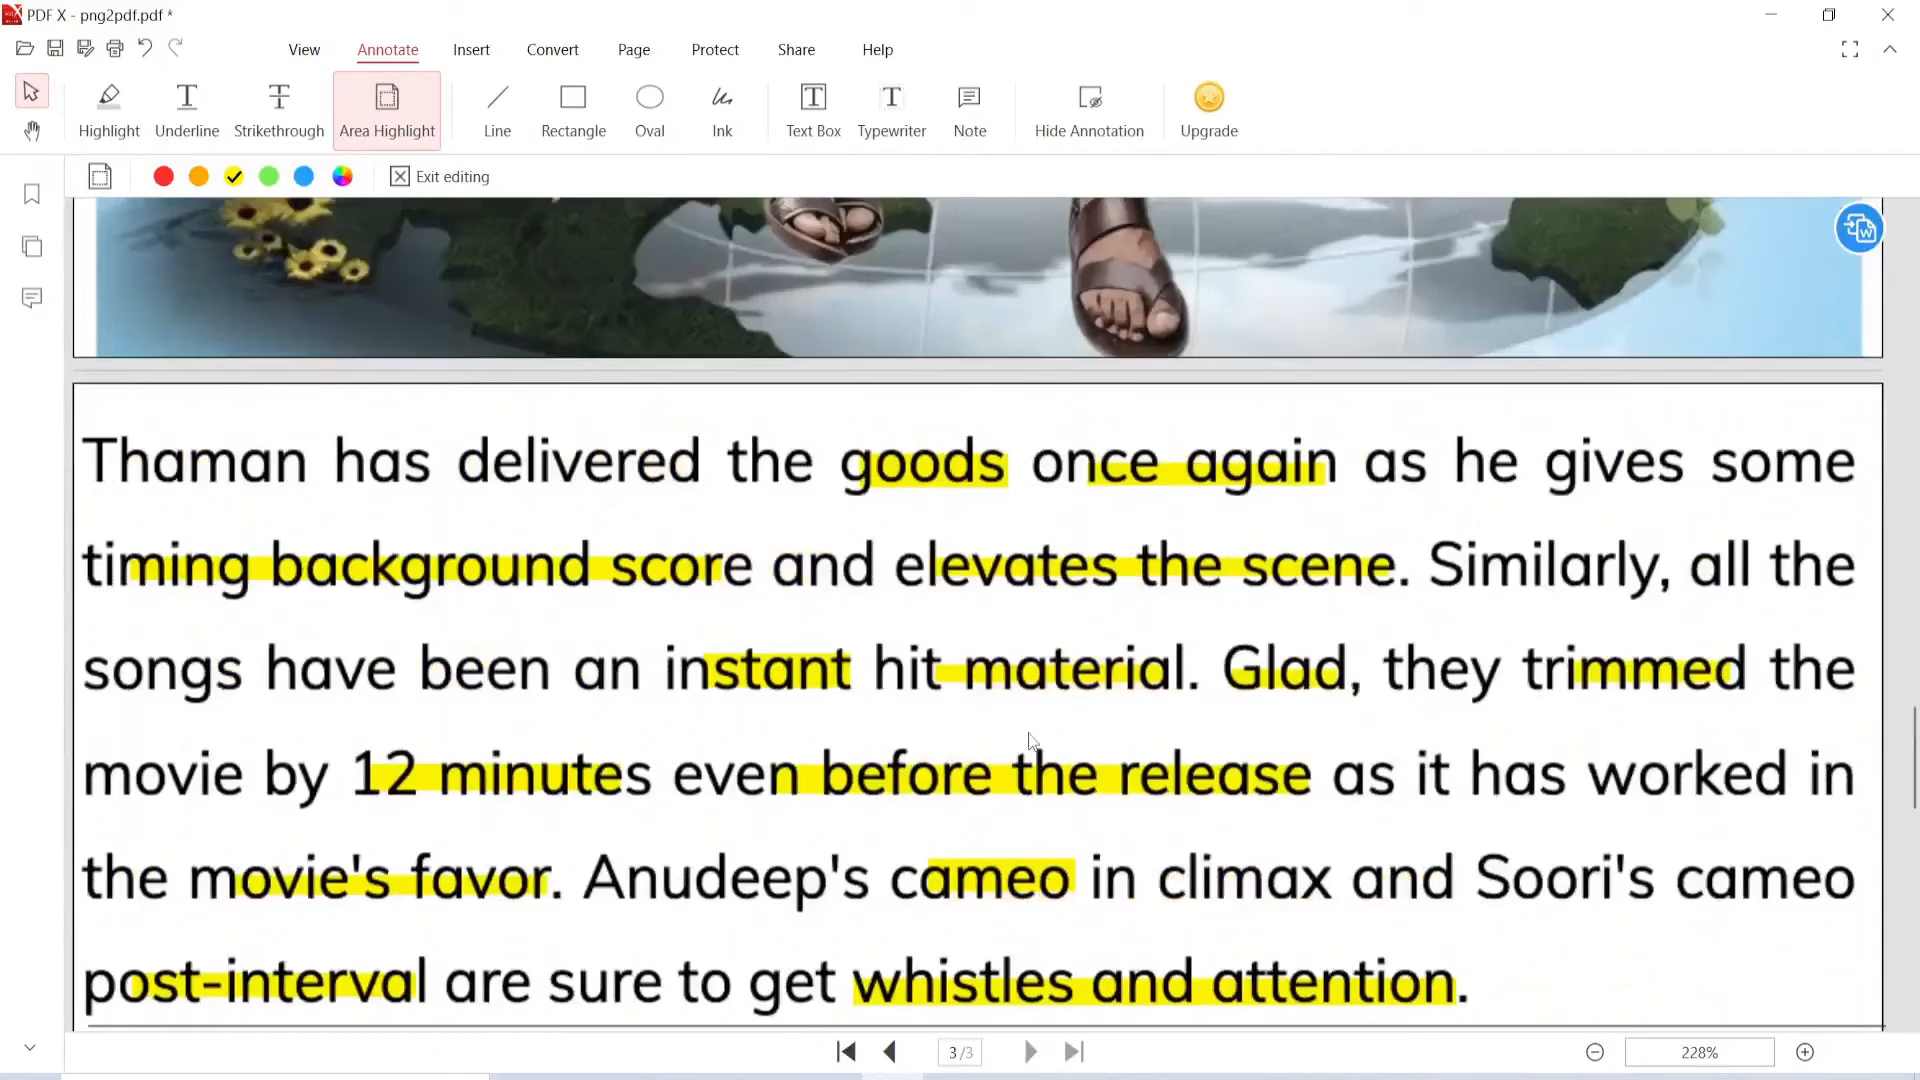 PDF X - png2pdf.pdf *
View Annotate Insert Convert Page Protect Share Help
Highlight Underline Strikethrough Area Highlight Line Rectangle Oval Ink Text Box Typewriter Note Hide Annotation Upgrade
Exit editing
Thaman has delivered the goods once again as he gives some
timing background score and elevates the scene. Similarly, all the
songs have been an instant hit material. Glad, they trimmed the
movie by 12 minutes even before the release as it has worked in
the movie's favor. Anudeep's cameo in climax and Soori's cameo
post-interval are sure to get whistles and attention.
3 /3
228%